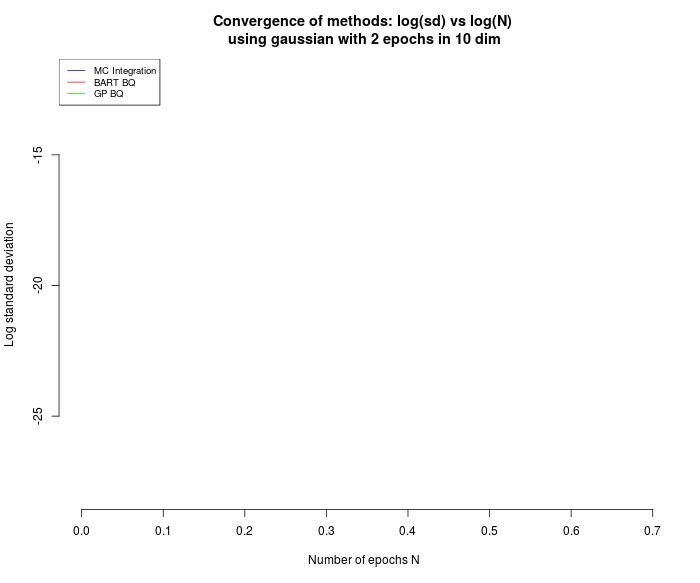 Convergence of methods: log(sd) vs log(N)
using gaussian with 2 epochs in 10 dim
MC Integration
BART BQ
GP BQ
-15
-20
-25
Log standard deviation
0.0 0.1 0.2 0.3 0.4 0.5 0.6 0.7
Number of epochs N